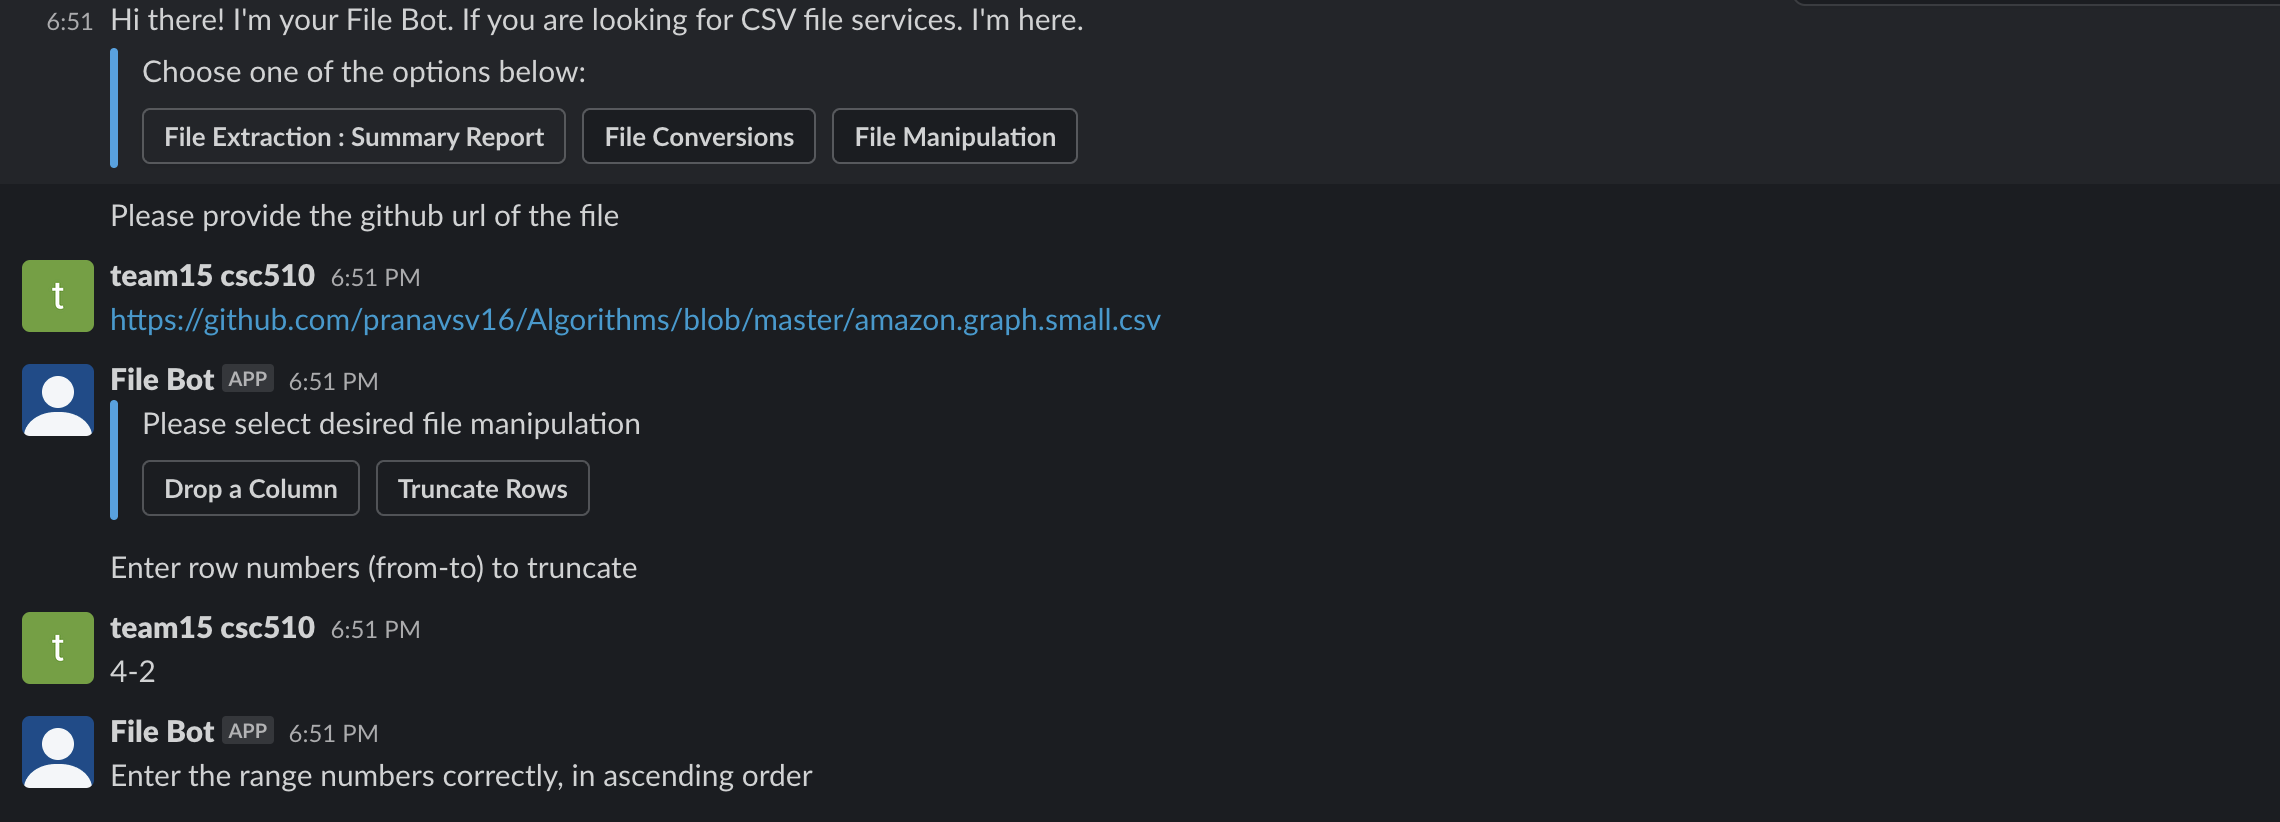 6:51 Hi there! I'm your File Bot. If you are looking for CSV file services. I'm here.
Choose one of the options below:
File Extraction : Summary Report File Conversions File Manipulation
Please provide the github url of the file
t team15 csc510 6:51 PM
https://github.com/pranavsv16/Algorithms/blob/master/amazon.graph.small.csv
File Bot APP 6:51 PM
Please select desired file manipulation
Drop a Column Truncate Rows
Enter row numbers (from-to) to truncate
t team15 csc510 6:51 PM
4-2
File Bot APP 6:51 PM
Enter the range numbers correctly, in ascending order